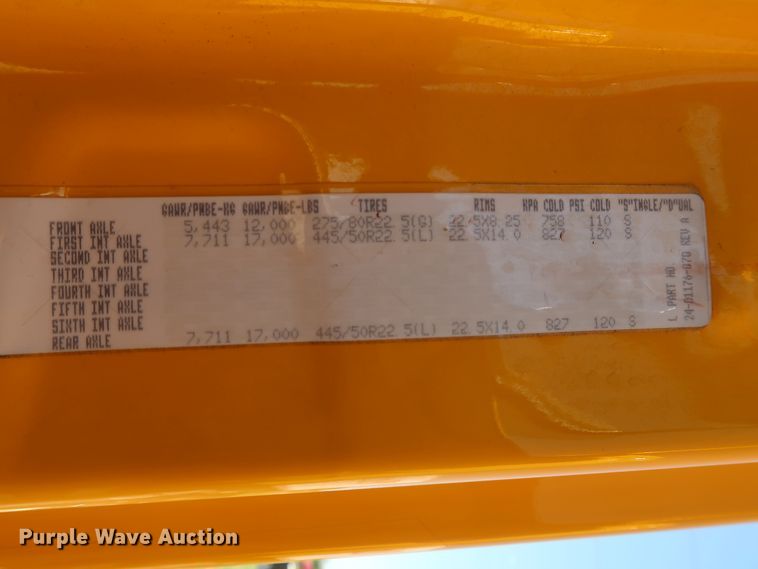 GAWR/PNBE-KG GAWR/PNBE-LBS TIRES RIMS KPA COLD PSI COLD "S"INGLE/"D"UAL
FRONT AXLE 5,443 12,000 275/80R22.5(G) 22.5X8.25 758 110 S
FIRST INT AXLE 7,711 17,000 445/50R22.5(L) 22.5X14.0 827 120 S
SECOND INT AXLE
THIRD INT AXLE
FOURTH INT AXLE
FIFTH INT AXLE
SIXTH INT AXLE
REAR AXLE 7,711 17,000 445/50R22.5(L) 22.5X14.0 827 120 S
L PART NO.
24-01176-070 REV A
Purple Wave Auction